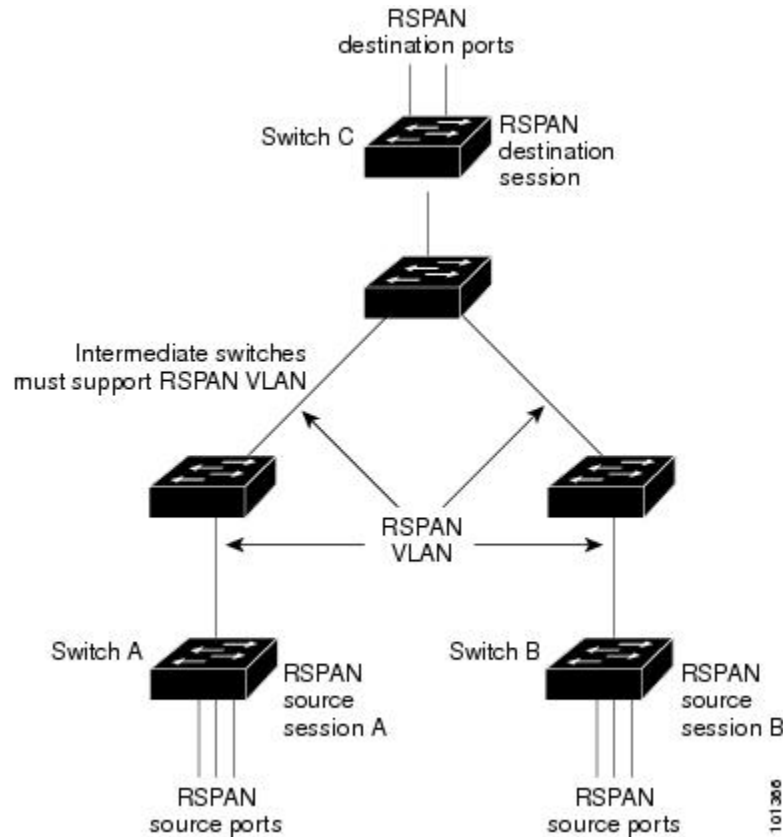 RSPAN
destination ports
Switch C
RSPAN
destination
session
Intermediate switches
must support RSPAN VLAN
RSPAN
VLAN
Switch A
RSPAN
source
session A
Switch B
RSPAN
source
session B
RSPAN
source ports
RSPAN
source ports
101366